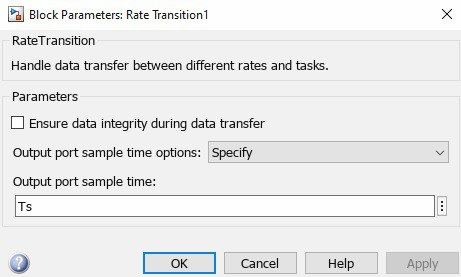 Block Parameters: Rate Transition1
RateTransition
Handle data transfer between different rates and tasks.
Parameters
Ensure data integrity during data transfer
Output port sample time options: Specify
Output port sample time:
Ts
OK Cancel Help Apply